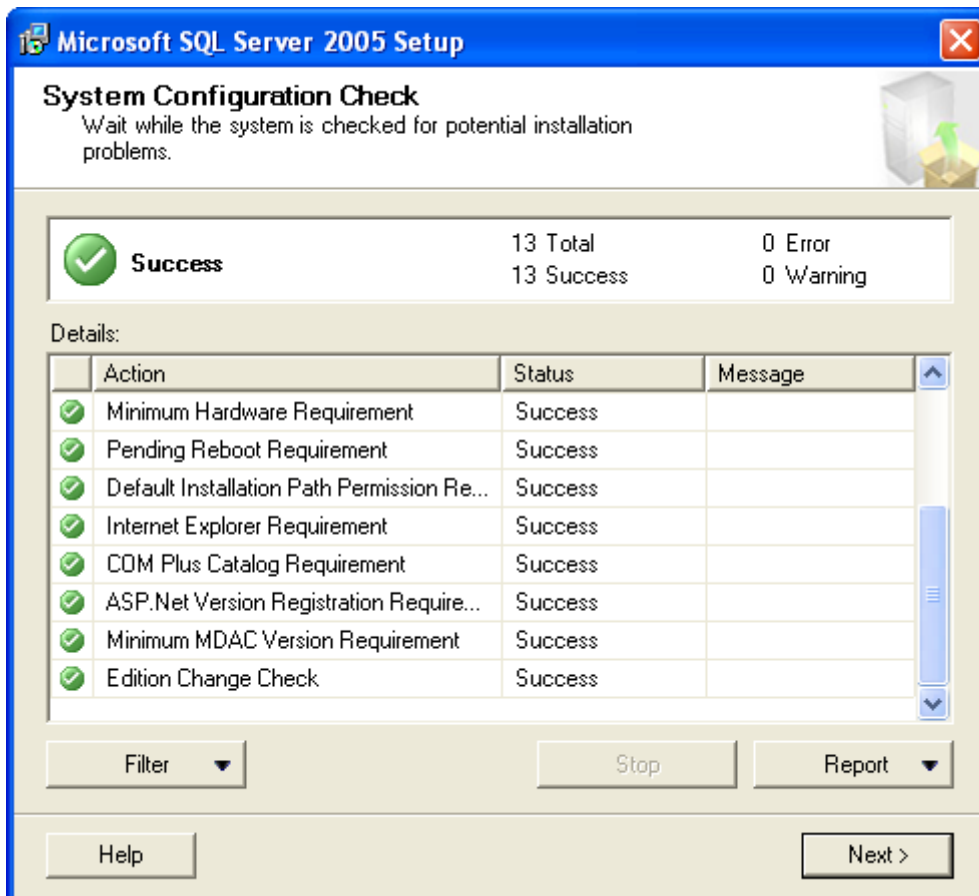 Microsoft SQL Server 2005 Setup
System Configuration Check
Wait while the system is checked for potential installation
problems.
Success
13 Total 0 Error
13 Success 0 Warning
Details:
Action Status Message
Minimum Hardware Requirement Success
Pending Reboot Requirement Success
Default Installation Path Permission Re... Success
Internet Explorer Requirement Success
COM Plus Catalog Requirement Success
ASP.Net Version Registration Require... Success
Minimum MDAC Version Requirement Success
Edition Change Check Success
Filter Stop Report
Help Next >